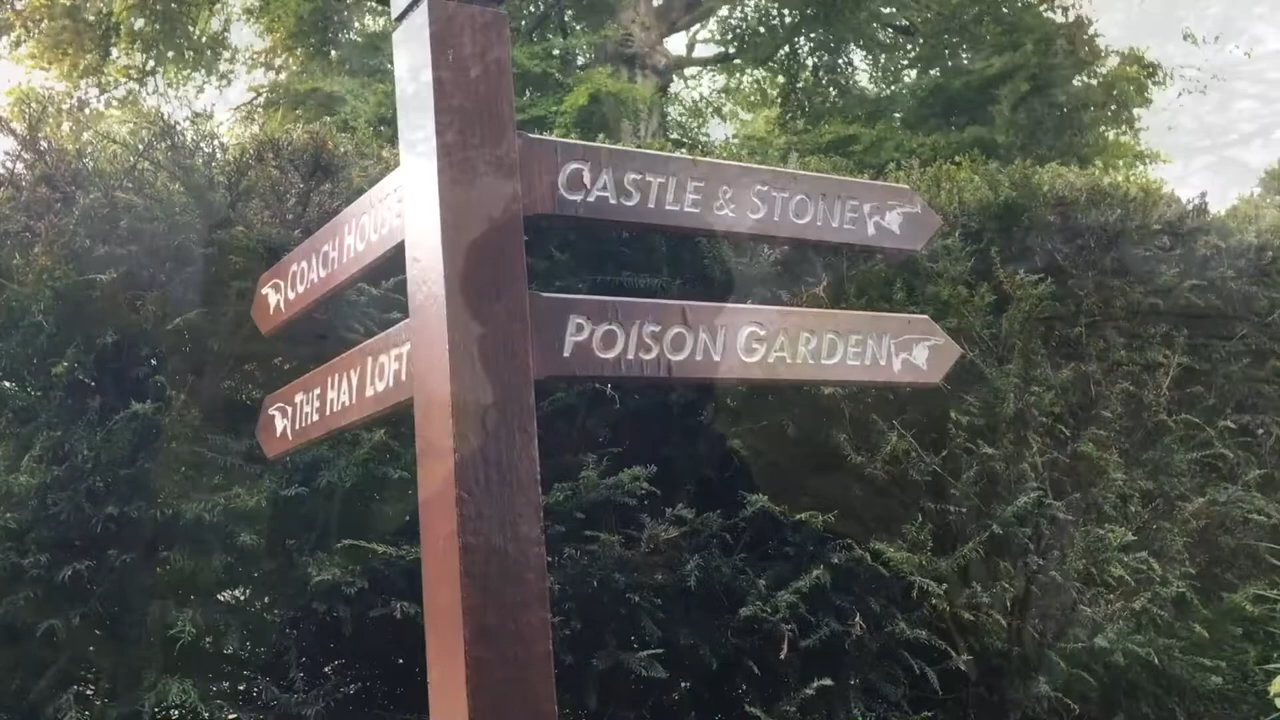 COACH HOUSE
THE HAY LOFT
CASTLE & STONE
POISON GARDEN